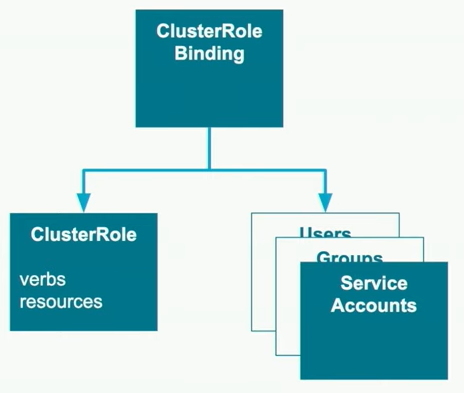 ClusterRole
Binding
ClusterRole
verbs
resources
Users
Groups
Service
Accounts